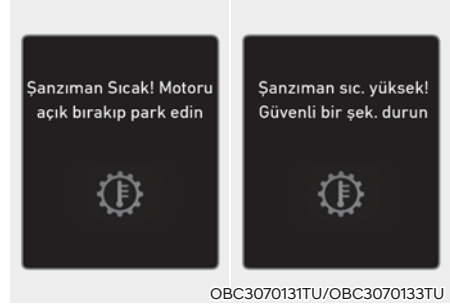 Şanzıman Sıcak! Motoru
açık bırakıp park edin
Şanzıman sıc. yüksek!
Güvenli bir şek. durun
OBC3070131TU/OBC3070133TU